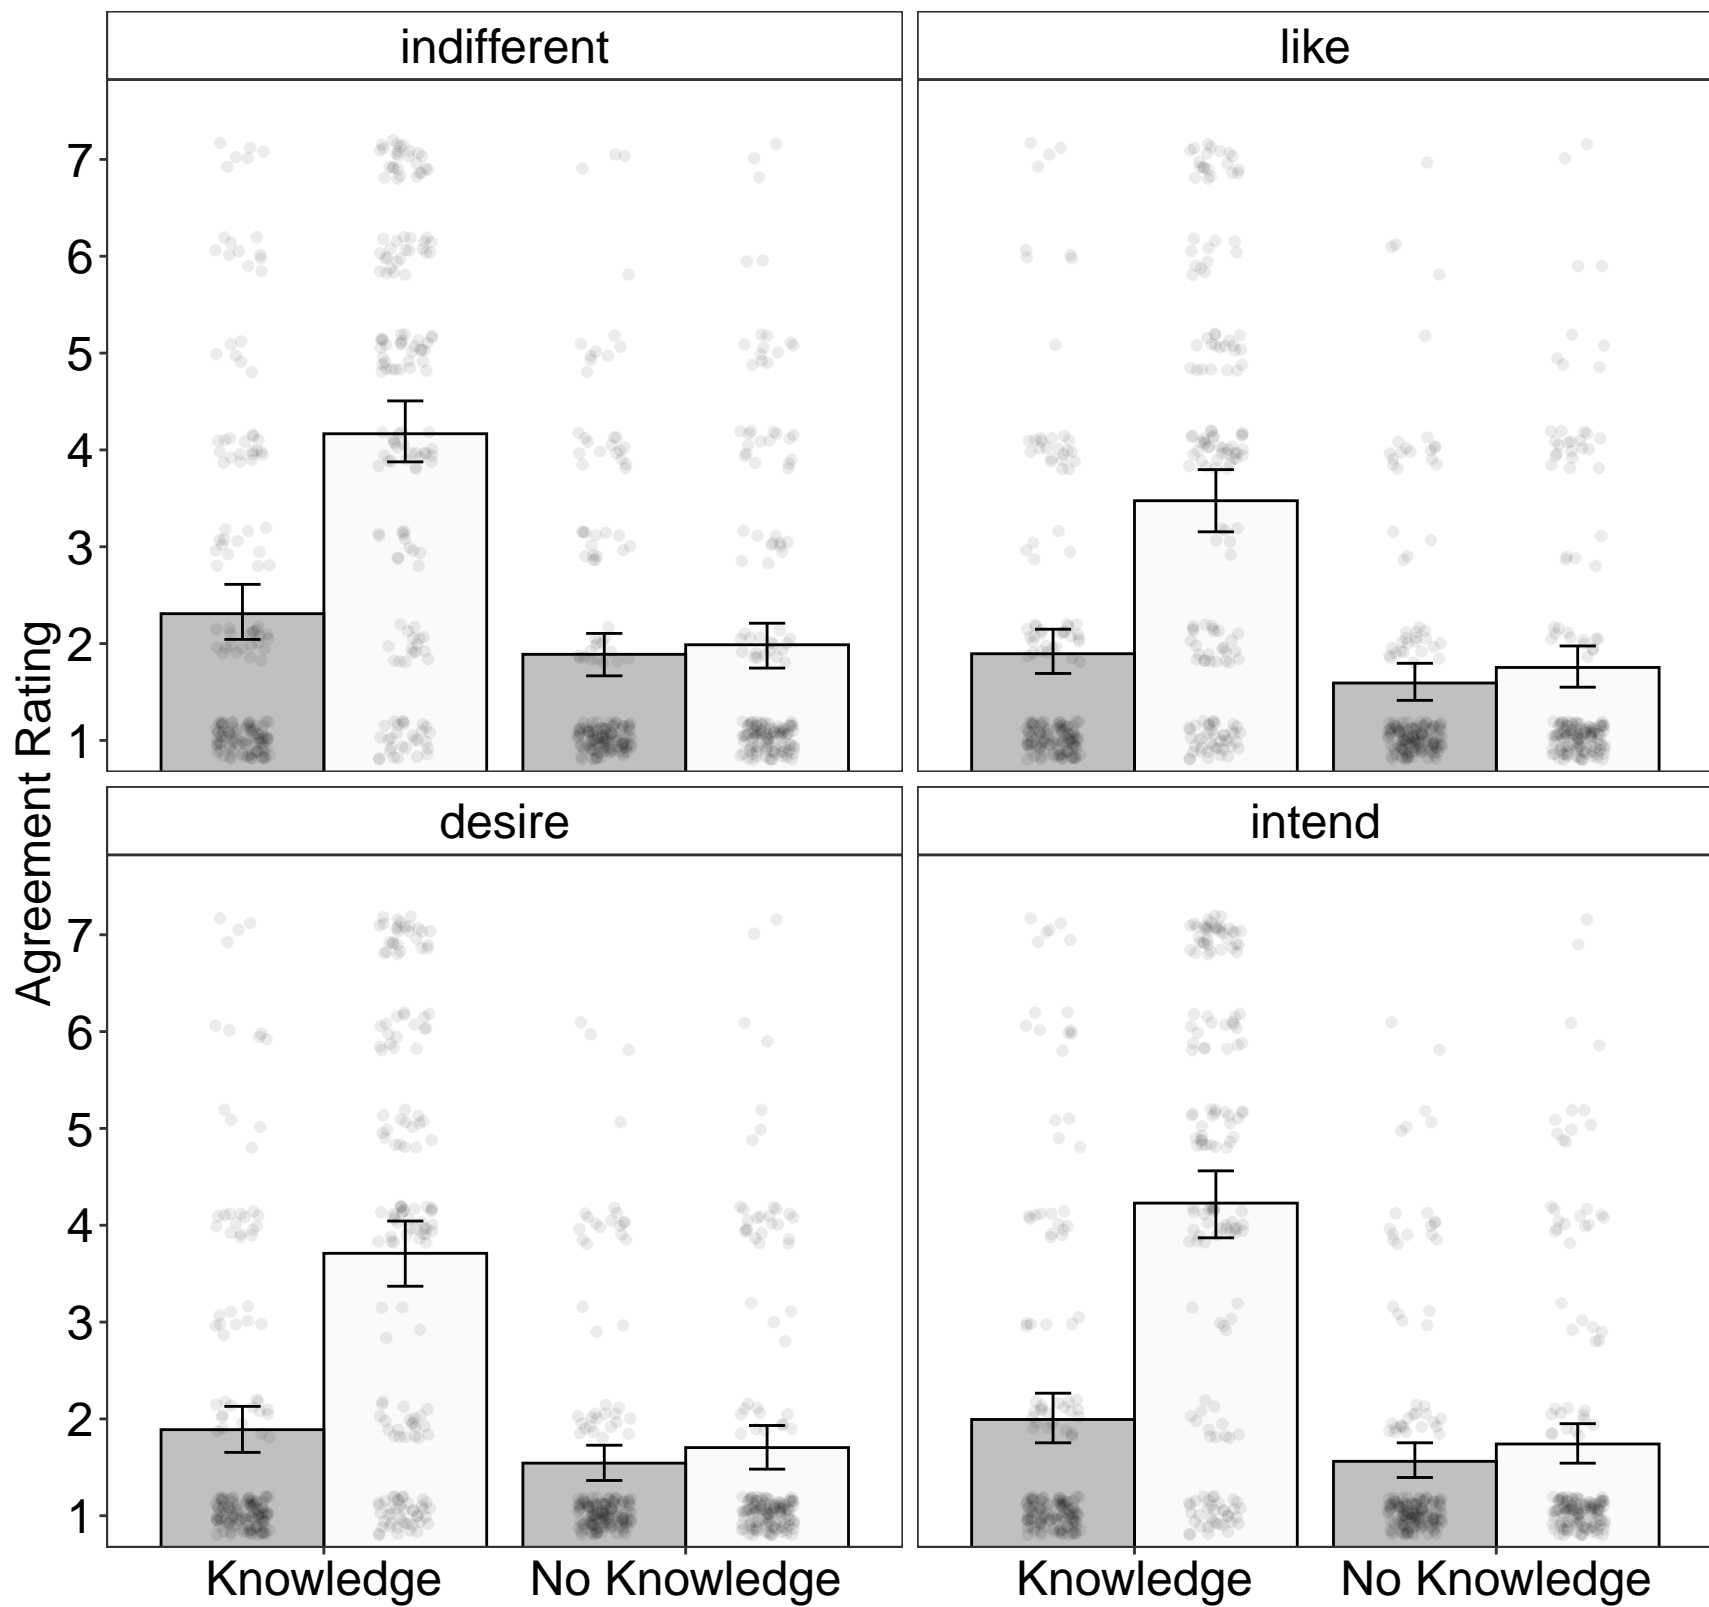 indifferent
like
7
6
5
4
3
2
1
desire
intend
7
6
5
4
3
2
1
Agreement Rating
Knowledge
No Knowledge
Knowledge
No Knowledge